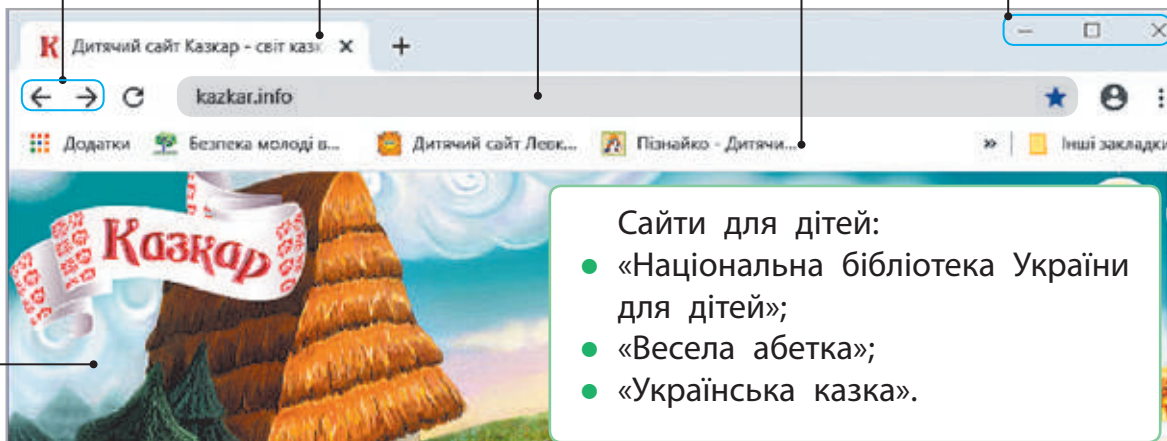 К Дитячий сайт Казкар - світ казк
kazkar.info
Додатки Безпека молоді в... Дитячий сайт Левк... Пізнайко - Дитячи... » Інші закладки
Казкар
Сайти для дітей:
• «Національна бібліотека України
для дітей»;
• «Весела абетка»;
• «Українська казка».